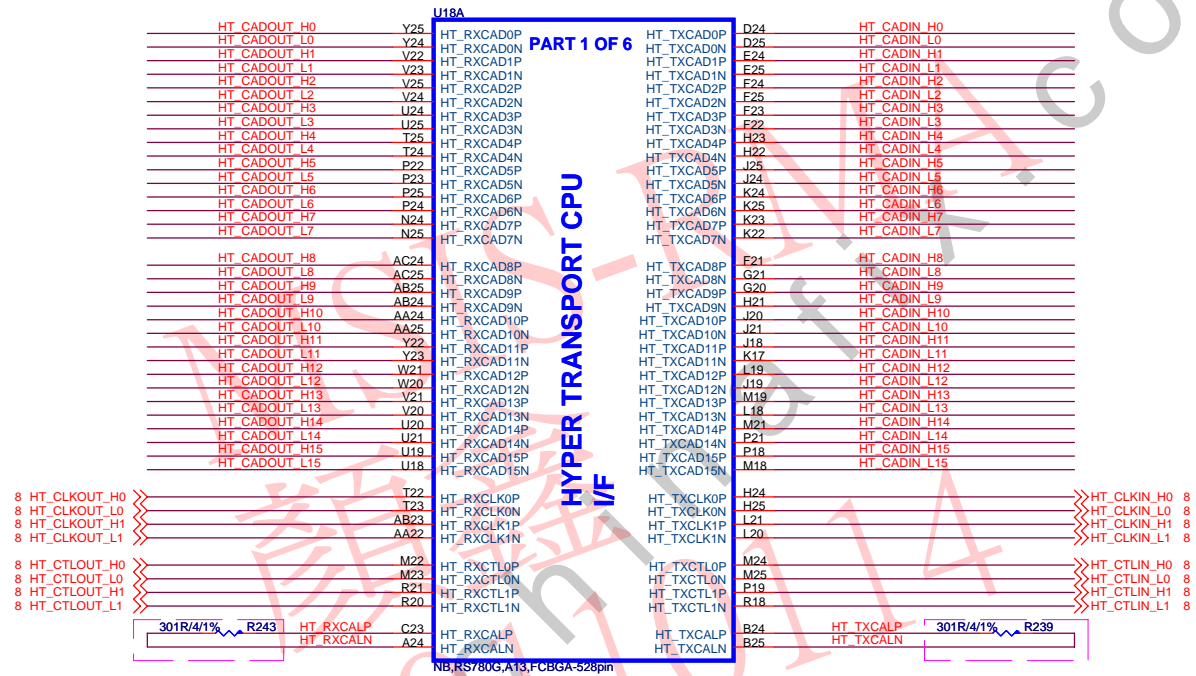 U18A
PART 1 OF 6
HYPER TRANSPORT CPU
I/F
HT_CADOUT_H0 Y25 HT_RXCAD0P HT_TXCAD0P D24 HT_CADIN_H0
HT_CADOUT_L0 Y24 HT_RXCAD0N HT_TXCAD0N D25 HT_CADIN_L0
HT_CADOUT_H1 V22 HT_RXCAD1P HT_TXCAD1P E24 HT_CADIN_H1
HT_CADOUT_L1 V23 HT_RXCAD1N HT_TXCAD1N E25 HT_CADIN_L1
HT_CADOUT_H2 V25 HT_RXCAD2P HT_TXCAD2P F24 HT_CADIN_H2
HT_CADOUT_L2 V24 HT_RXCAD2N HT_TXCAD2N F25 HT_CADIN_L2
HT_CADOUT_H3 U24 HT_RXCAD3P HT_TXCAD3P F23 HT_CADIN_H3
HT_CADOUT_L3 U25 HT_RXCAD3N HT_TXCAD3N F22 HT_CADIN_L3
HT_CADOUT_H4 T25 HT_RXCAD4P HT_TXCAD4P H23 HT_CADIN_H4
HT_CADOUT_L4 T24 HT_RXCAD4N HT_TXCAD4N H22 HT_CADIN_L4
HT_CADOUT_H5 P22 HT_RXCAD5P HT_TXCAD5P J25 HT_CADIN_H5
HT_CADOUT_L5 P23 HT_RXCAD5N HT_TXCAD5N J24 HT_CADIN_L5
HT_CADOUT_H6 P25 HT_RXCAD6P HT_TXCAD6P K24 HT_CADIN_H6
HT_CADOUT_L6 P24 HT_RXCAD6N HT_TXCAD6N K25 HT_CADIN_L6
HT_CADOUT_H7 N24 HT_RXCAD7P HT_TXCAD7P K23 HT_CADIN_H7
HT_CADOUT_L7 N25 HT_RXCAD7N HT_TXCAD7N K22 HT_CADIN_L7
HT_CADOUT_H8 AC24 HT_RXCAD8P HT_TXCAD8P F21 HT_CADIN_H8
HT_CADOUT_L8 AC25 HT_RXCAD8N HT_TXCAD8N G21 HT_CADIN_L8
HT_CADOUT_H9 AB25 HT_RXCAD9P HT_TXCAD9P G20 HT_CADIN_H9
HT_CADOUT_L9 AB24 HT_RXCAD9N HT_TXCAD9N H21 HT_CADIN_L9
HT_CADOUT_H10 AA24 HT_RXCAD10P HT_TXCAD10P J20 HT_CADIN_H10
HT_CADOUT_L10 AA25 HT_RXCAD10N HT_TXCAD10N J21 HT_CADIN_L10
HT_CADOUT_H11 Y22 HT_RXCAD11P HT_TXCAD11P J18 HT_CADIN_H11
HT_CADOUT_L11 Y23 HT_RXCAD11N HT_TXCAD11N K17 HT_CADIN_L11
HT_CADOUT_H12 W21 HT_RXCAD12P HT_TXCAD12P L19 HT_CADIN_H12
HT_CADOUT_L12 W20 HT_RXCAD12N HT_TXCAD12N J19 HT_CADIN_L12
HT_CADOUT_H13 V21 HT_RXCAD13P HT_TXCAD13P M19 HT_CADIN_H13
HT_CADOUT_L13 V20 HT_RXCAD13N HT_TXCAD13N L18 HT_CADIN_L13
HT_CADOUT_H14 U20 HT_RXCAD14P HT_TXCAD14P M21 HT_CADIN_H14
HT_CADOUT_L14 U21 HT_RXCAD14N HT_TXCAD14N P21 HT_CADIN_L14
HT_CADOUT_H15 U19 HT_RXCAD15P HT_TXCAD15P P18 HT_CADIN_H15
HT_CADOUT_L15 U18 HT_RXCAD15N HT_TXCAD15N M18 HT_CADIN_L15
8 HT_CLKOUT_H0 T22 HT_RXCLK0P HT_TXCLK0P H24 HT_CLKIN_H0 8
8 HT_CLKOUT_L0 T23 HT_RXCLK0N HT_TXCLK0N H25 HT_CLKIN_L0 8
8 HT_CLKOUT_H1 AB23 HT_RXCLK1P HT_TXCLK1P L21 HT_CLKIN_H1 8
8 HT_CLKOUT_L1 AA22 HT_RXCLK1N HT_TXCLK1N L20 HT_CLKIN_L1 8
8 HT_CTLOUT_H0 M22 HT_RXCTL0P HT_TXCTL0P M24 HT_CTLIN_H0 8
8 HT_CTLOUT_L0 M23 HT_RXCTL0N HT_TXCTL0N M25 HT_CTLIN_L0 8
8 HT_CTLOUT_H1 R21 HT_RXCTL1P HT_TXCTL1P P19 HT_CTLIN_H1 8
8 HT_CTLOUT_L1 R20 HT_RXCTL1N HT_TXCTL1N R18 HT_CTLIN_L1 8
301R/4/1% R243 HT_RXCALP C23 HT_RXCALP HT_TXCALP B24 HT_TXCALP 301R/4/1% R239
HT_RXCALN A24 HT_RXCALN HT_TXCALN B25 HT_TXCALN
NB,RS780G,A13,FCBGA-528pin
MSIS-RMA
顏鑫